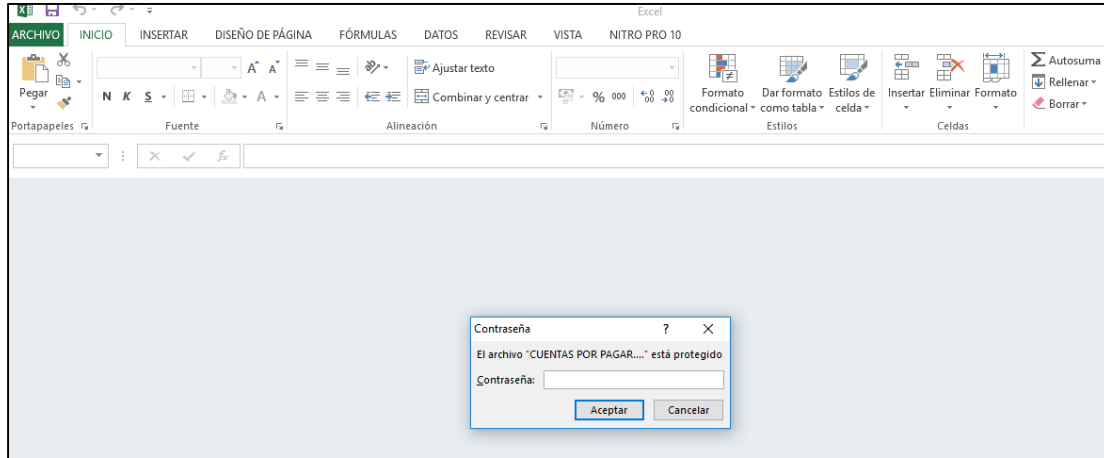 Excel
ARCHIVO INICIO INSERTAR DISEÑO DE PÁGINA FÓRMULAS DATOS REVISAR VISTA NITRO PRO 10
Pegar
Portapapeles
N K S
A A
A
Fuente
Ajustar texto
Combinar y centrar
Alineación
% 000
Número
Formato condicional
Dar formato como tabla
Estilos de celda
Estilos
Insertar Eliminar Formato
Celdas
Σ Autosuma
Rellenar
Borrar
fx
Contraseña ? X
El archivo "CUENTAS POR PAGAR...." está protegido
Contraseña:
Aceptar Cancelar